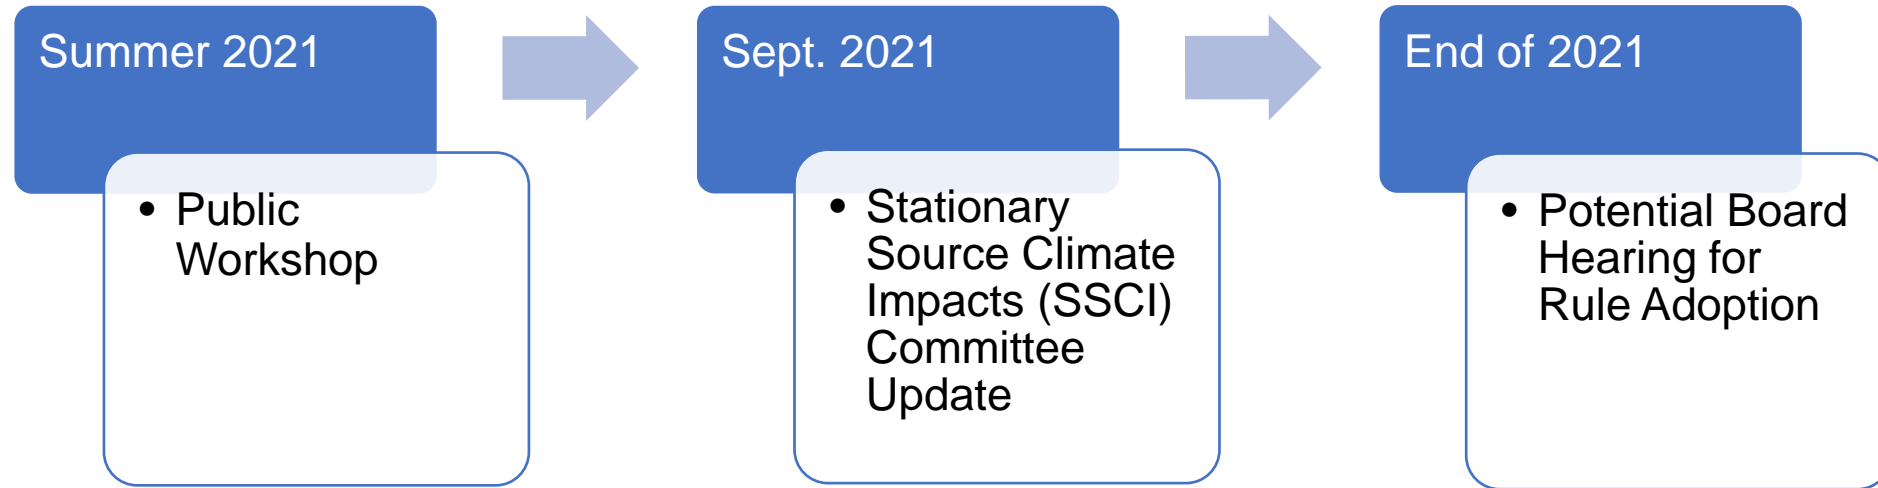 Summer 2021
• Public
Workshop
Sept. 2021
• Stationary
Source Climate
Impacts (SSCI)
Committee
Update
End of 2021
• Potential Board
Hearing for
Rule Adoption